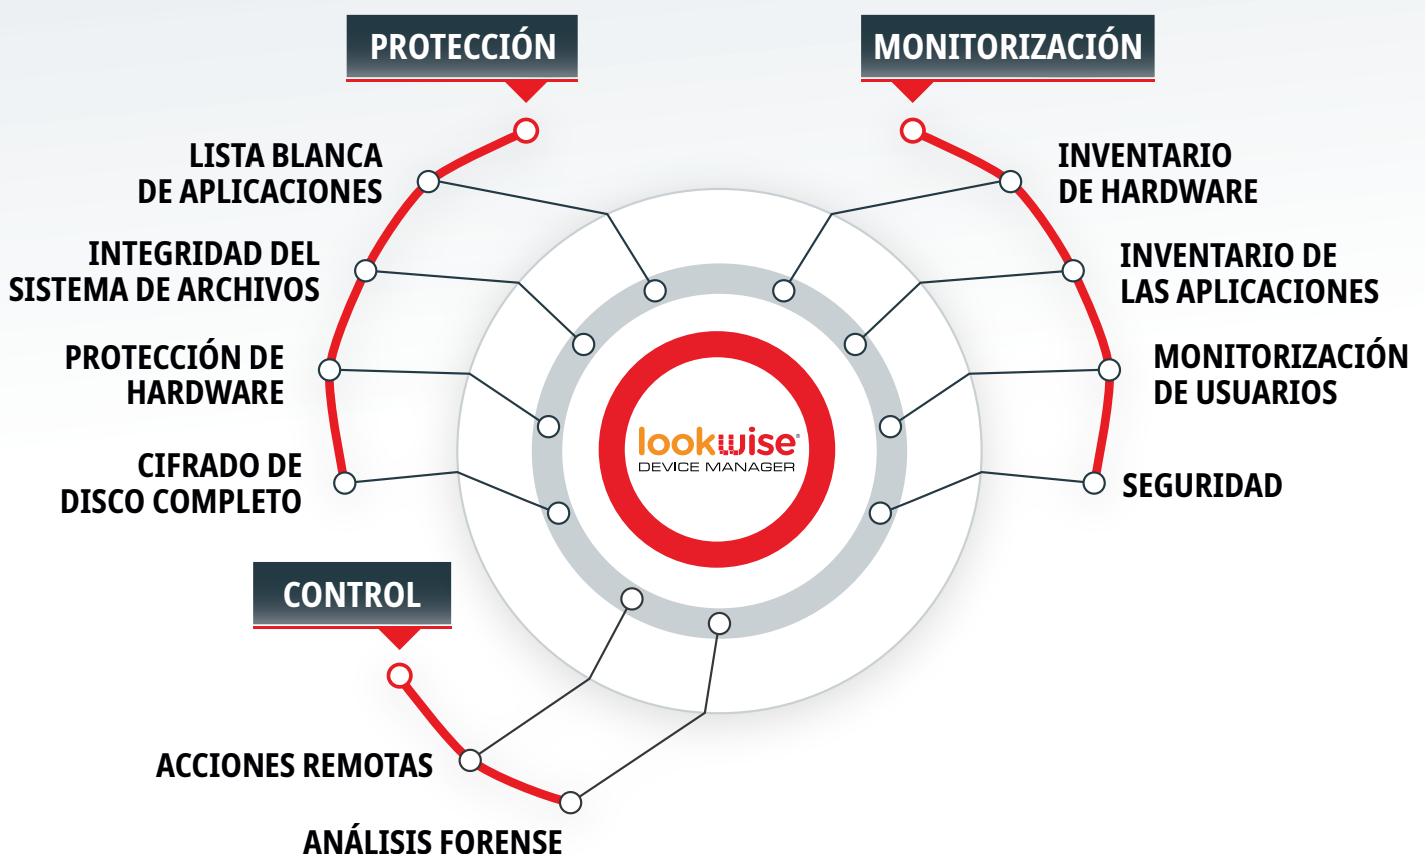 PROTECCIÓN
LISTA BLANCA
DE APLICACIONES
INTEGRIDAD DEL
SISTEMA DE ARCHIVOS
PROTECCIÓN DE
HARDWARE
CIFRADO DE
DISCO COMPLETO
MONITORIZACIÓN
INVENTARIO
DE HARDWARE
INVENTARIO DE
LAS APLICACIONES
MONITORIZACIÓN
DE USUARIOS
SEGURIDAD
lookwise®
DEVICE MANAGER
CONTROL
ACCIONES REMOTAS
ANÁLISIS FORENSE